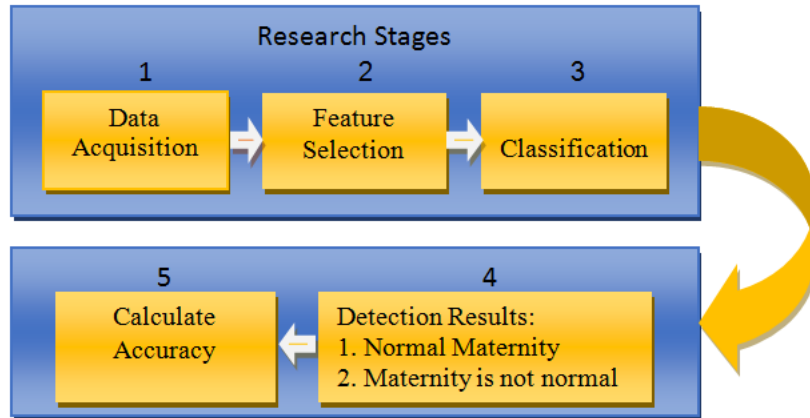 Research Stages
1
2
3
Data
Acquisition
Feature
Selection
Classification
4
Detection Results:
1. Normal Maternity
2. Maternity is not normal
5
Calculate
Accuracy